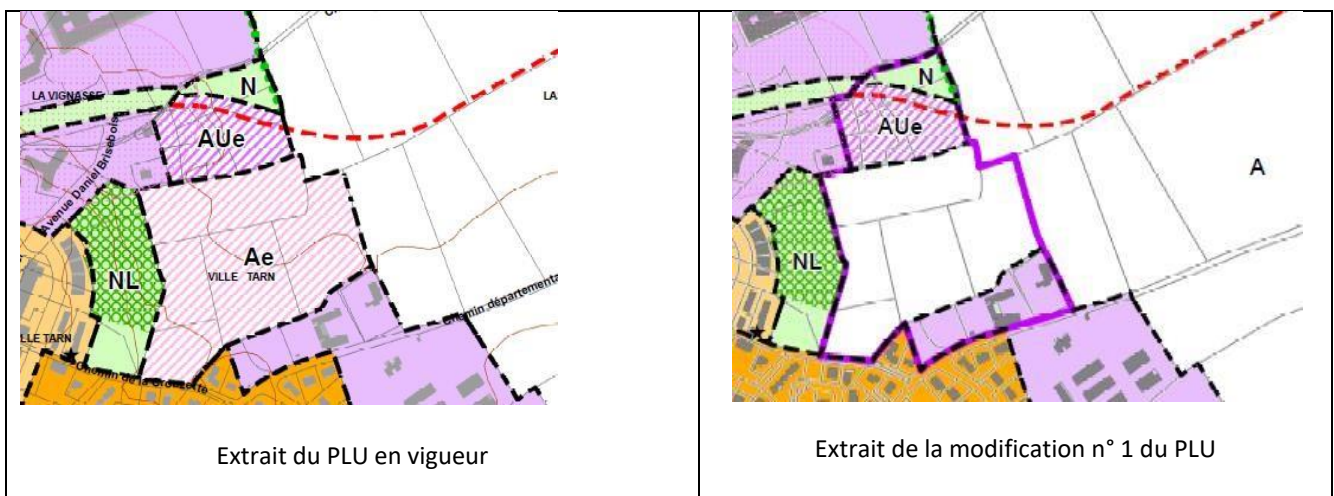 N
LA VIGNASSE
LA
AUe
Avenue Daniel Brisebois
Ae
VILLE TARN
NL
Chemin départementa
LLE TARN
Chemin de la Crouzette
Extrait du PLU en vigueur
N
AUe
A
NL
Extrait de la modification n° 1 du PLU